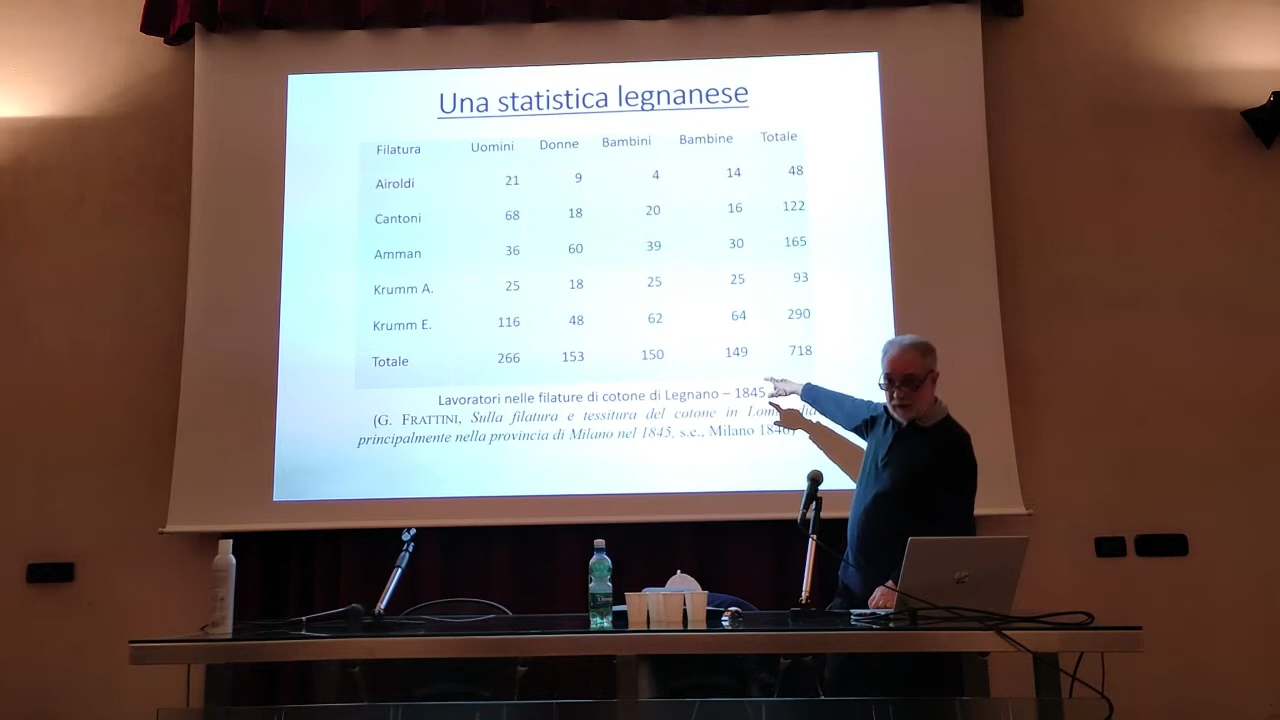 Una statistica legnanese
Filatura Uomini Donne Bambini Bambine Totale
Airoldi 21 9 4 14 48
Cantoni 68 18 20 16 122
Amman 36 60 39 30 165
Krumm A. 25 18 25 25 93
Krumm E. 116 48 62 64 290
Totale 266 153 150 149 718
Lavoratori nelle filature di cotone di Legnano – 1845
(G. FRATTINI, Sulla filatura e tessitura del cotone in
principalmente nella provincia di Milano nel 1845, s.e., Milano 1846)
hp